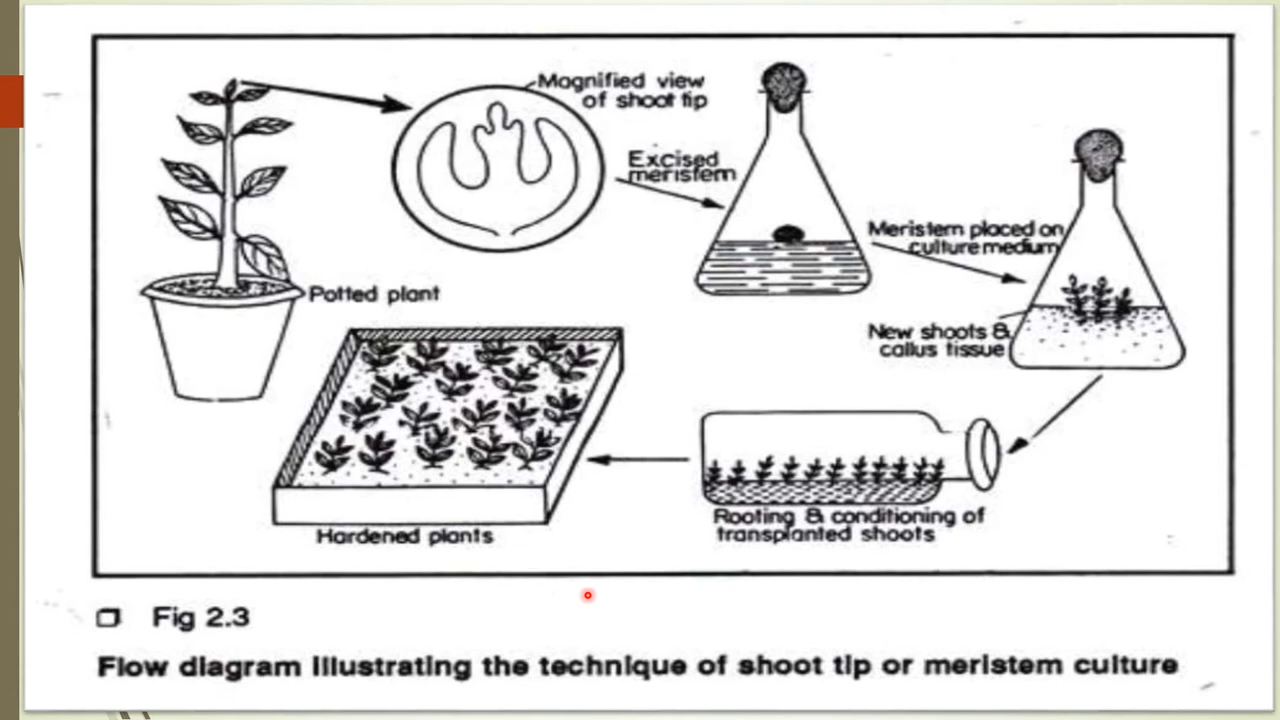 Magnified view
of shoot tip
Excised
meristem
Meristem placed on
culture medium
Potted plant
New shoots &
callus tissue
Rooting & conditioning of
transplanted shoots
Hardened plants
Fig 2.3
Flow diagram illustrating the technique of shoot tip or meristem culture